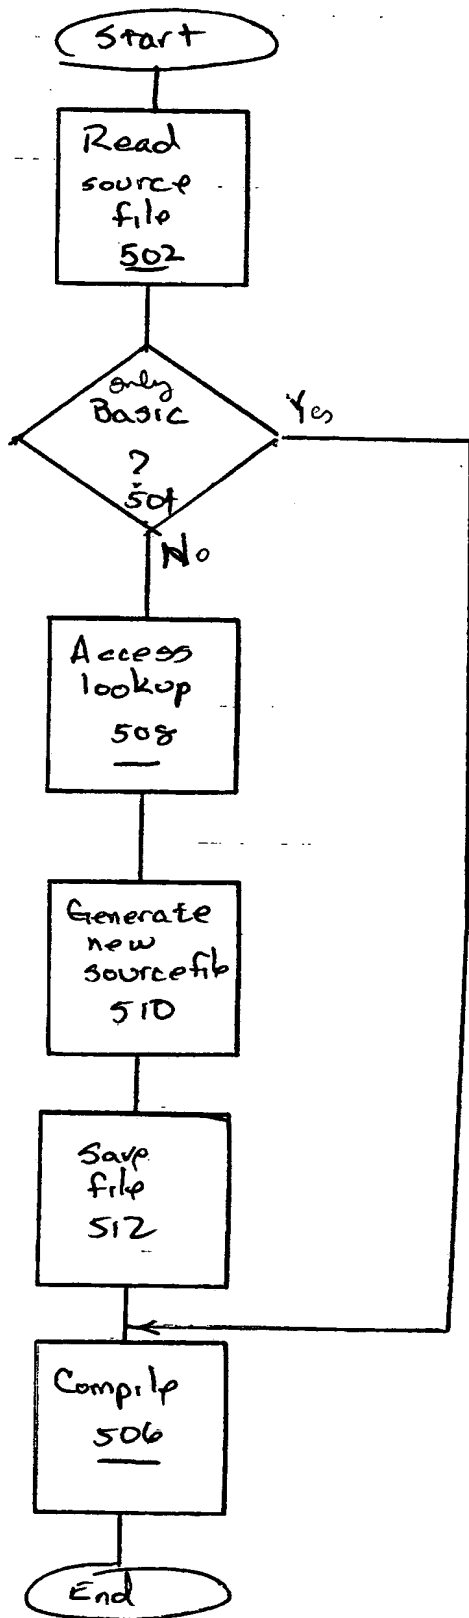 Start
Read
source
file
502
only
Basic
?
504
Yes
No
Access
lookup
508
Generate
new
sourcefile
510
Save
file
512
Compile
506
End